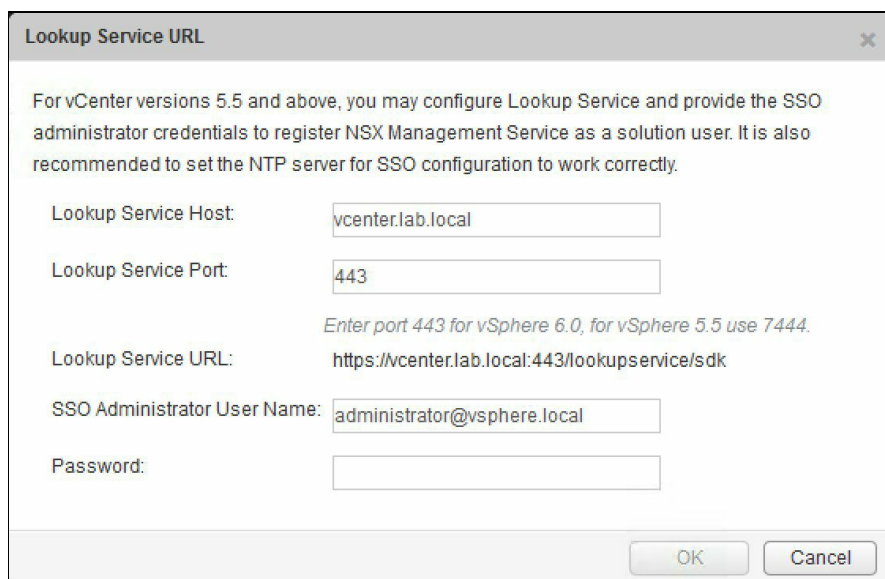 Lookup Service URL
For vCenter versions 5.5 and above, you may configure Lookup Service and provide the SSO
administrator credentials to register NSX Management Service as a solution user. It is also
recommended to set the NTP server for SSO configuration to work correctly.
Lookup Service Host: vcenter.lab.local
Lookup Service Port: 443
Enter port 443 for vSphere 6.0, for vSphere 5.5 use 7444.
Lookup Service URL: https://vcenter.lab.local:443/lookupservice/sdk
SSO Administrator User Name: administrator@vsphere.local
Password:
OK Cancel